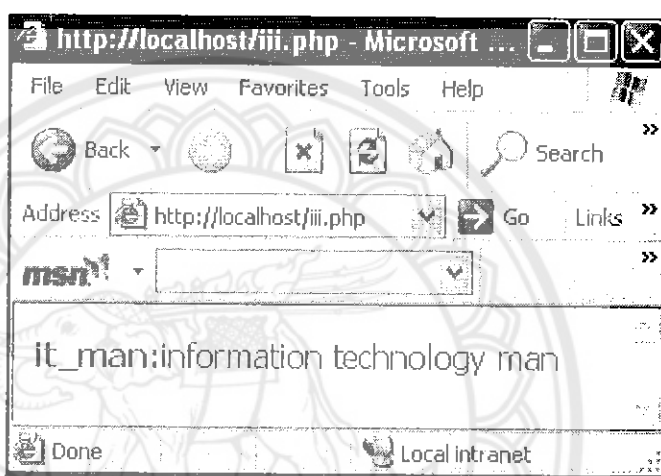 http://localhost/iii.php - Microsoft ...
File Edit View Favorites Tools Help
Back Search »
Address http://localhost/iii.php Go Links »
msn »
it_man:information technology man
Done Local intranet